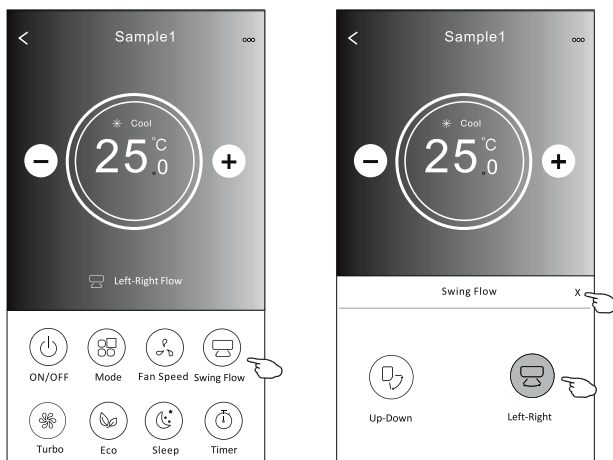 Sample1
Cool
25.0 °C
Left-Right Flow
ON/OFF Mode Fan Speed Swing Flow
Turbo Eco Sleep Timer
Sample1
Cool
25.0 °C
Swing Flow X
Up-Down Left-Right